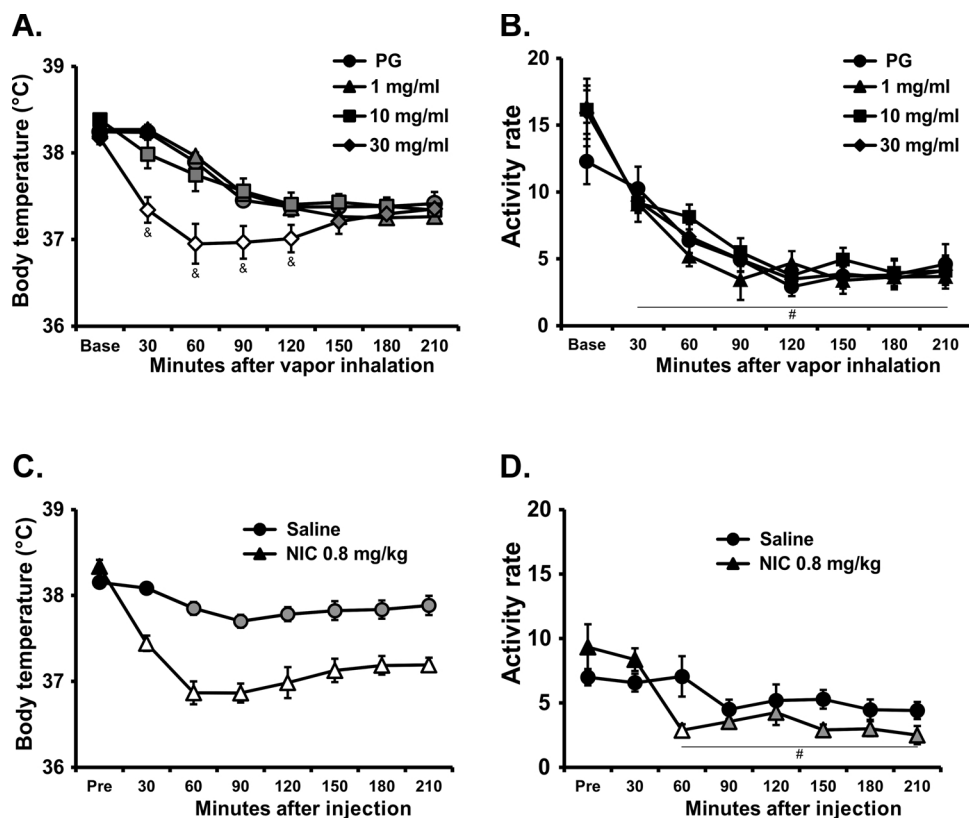 A.
39
38
37
36
Body temperature (°C)
PG
1 mg/ml
10 mg/ml
30 mg/ml
& & & &
Base 30 60 90 120 150 180 210
Minutes after vapor inhalation
B.
20
15
10
5
0
Activity rate
PG
1 mg/ml
10 mg/ml
30 mg/ml
#
Base 30 60 90 120 150 180 210
Minutes after vapor inhalation
C.
39
38
37
36
Body temperature (°C)
Saline
NIC 0.8 mg/kg
Pre 30 60 90 120 150 180 210
Minutes after injection
D.
20
15
10
5
0
Activity rate
Saline
NIC 0.8 mg/kg
#
Pre 30 60 90 120 150 180 210
Minutes after injection